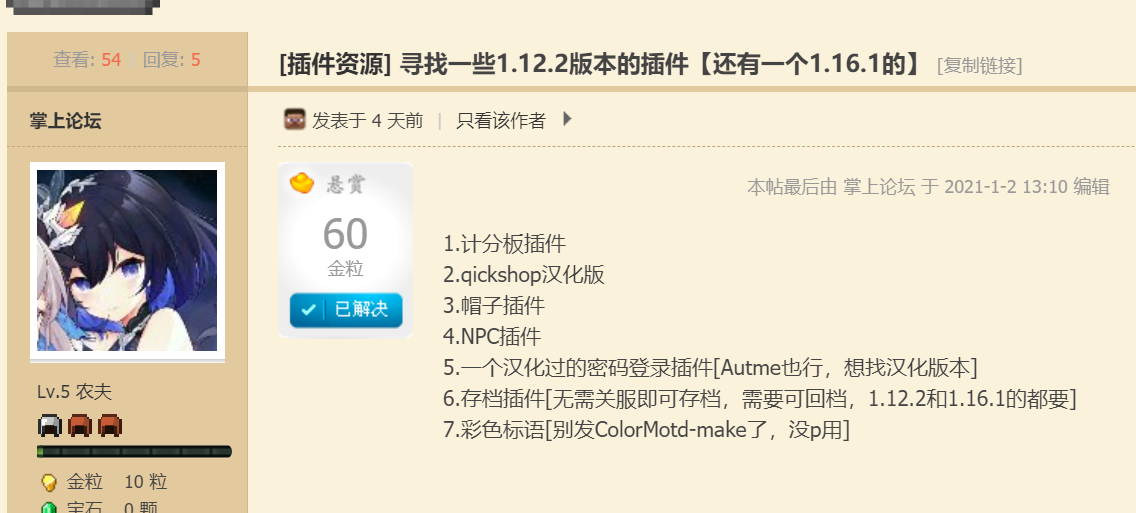 查看: 54 | 回复: 5
[插件资源] 寻找一些1.12.2版本的插件【还有一个1.16.1的】 [复制链接]
掌上论坛
发表于 4 天前 | 只看该作者
悬赏
60
金粒
已解决
本帖最后由 掌上论坛 于 2021-1-2 13:10 编辑
1.计分板插件
2.qickshop汉化版
3.帽子插件
4.NPC插件
5.一个汉化过的密码登录插件[Autme也行，想找汉化版本]
6.存档插件[无需关服即可存档，需要可回档，1.12.2和1.16.1的都要]
7.彩色标语[别发ColorMotd-make了，没p用]
Lv.5 农夫
金粒 10 粒
宝石 0 颗